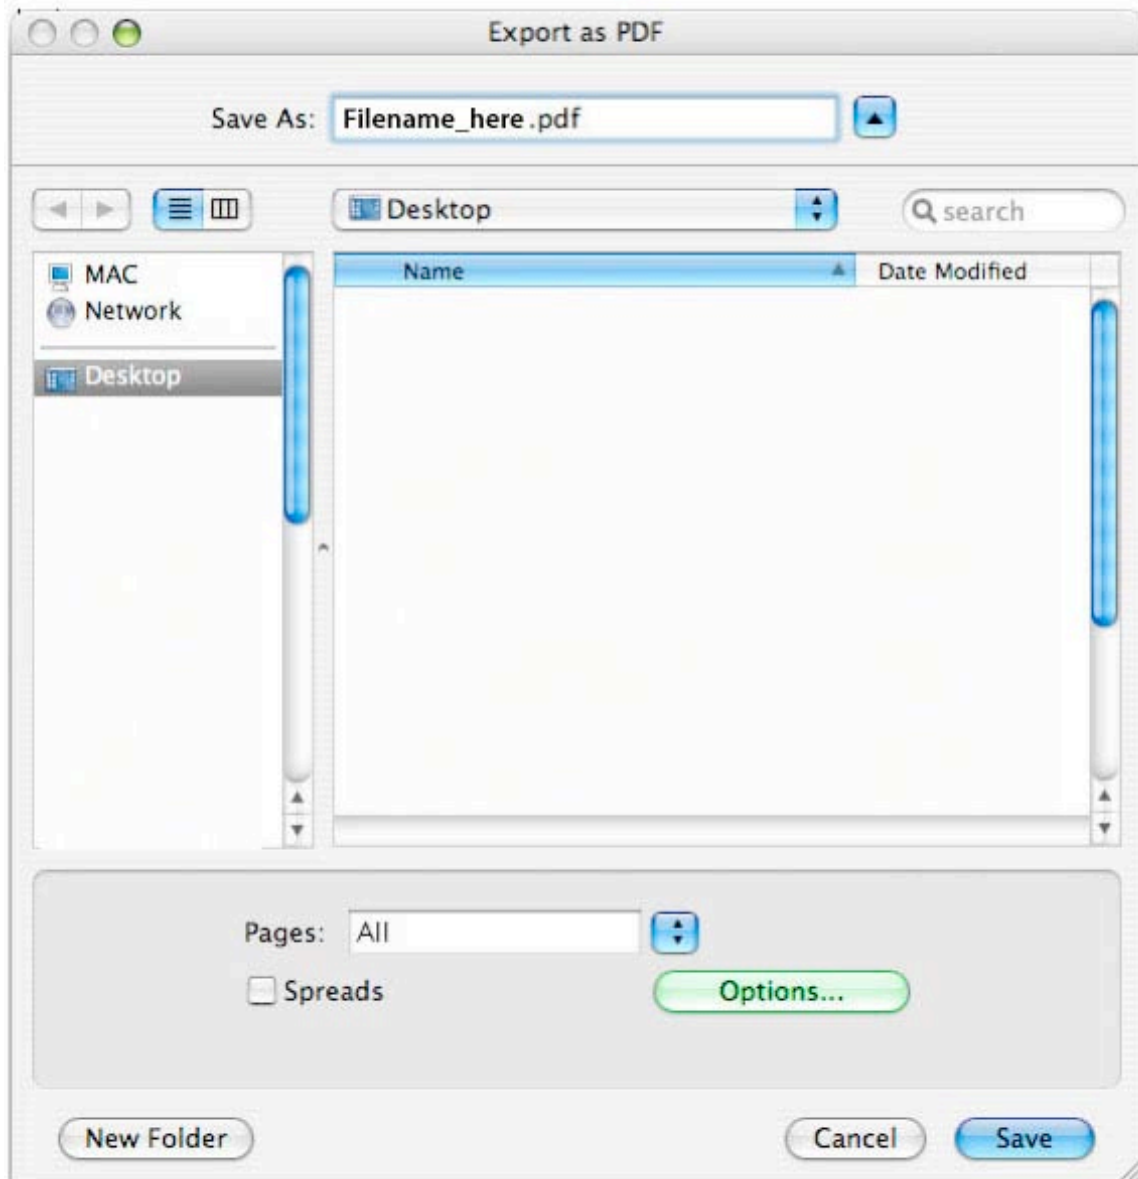 Export as PDF
Save As: Filename_here.pdf
Desktop
search
MAC
Network
Desktop
Name
Date Modified
Pages: All
Spreads
Options...
New Folder
Cancel
Save